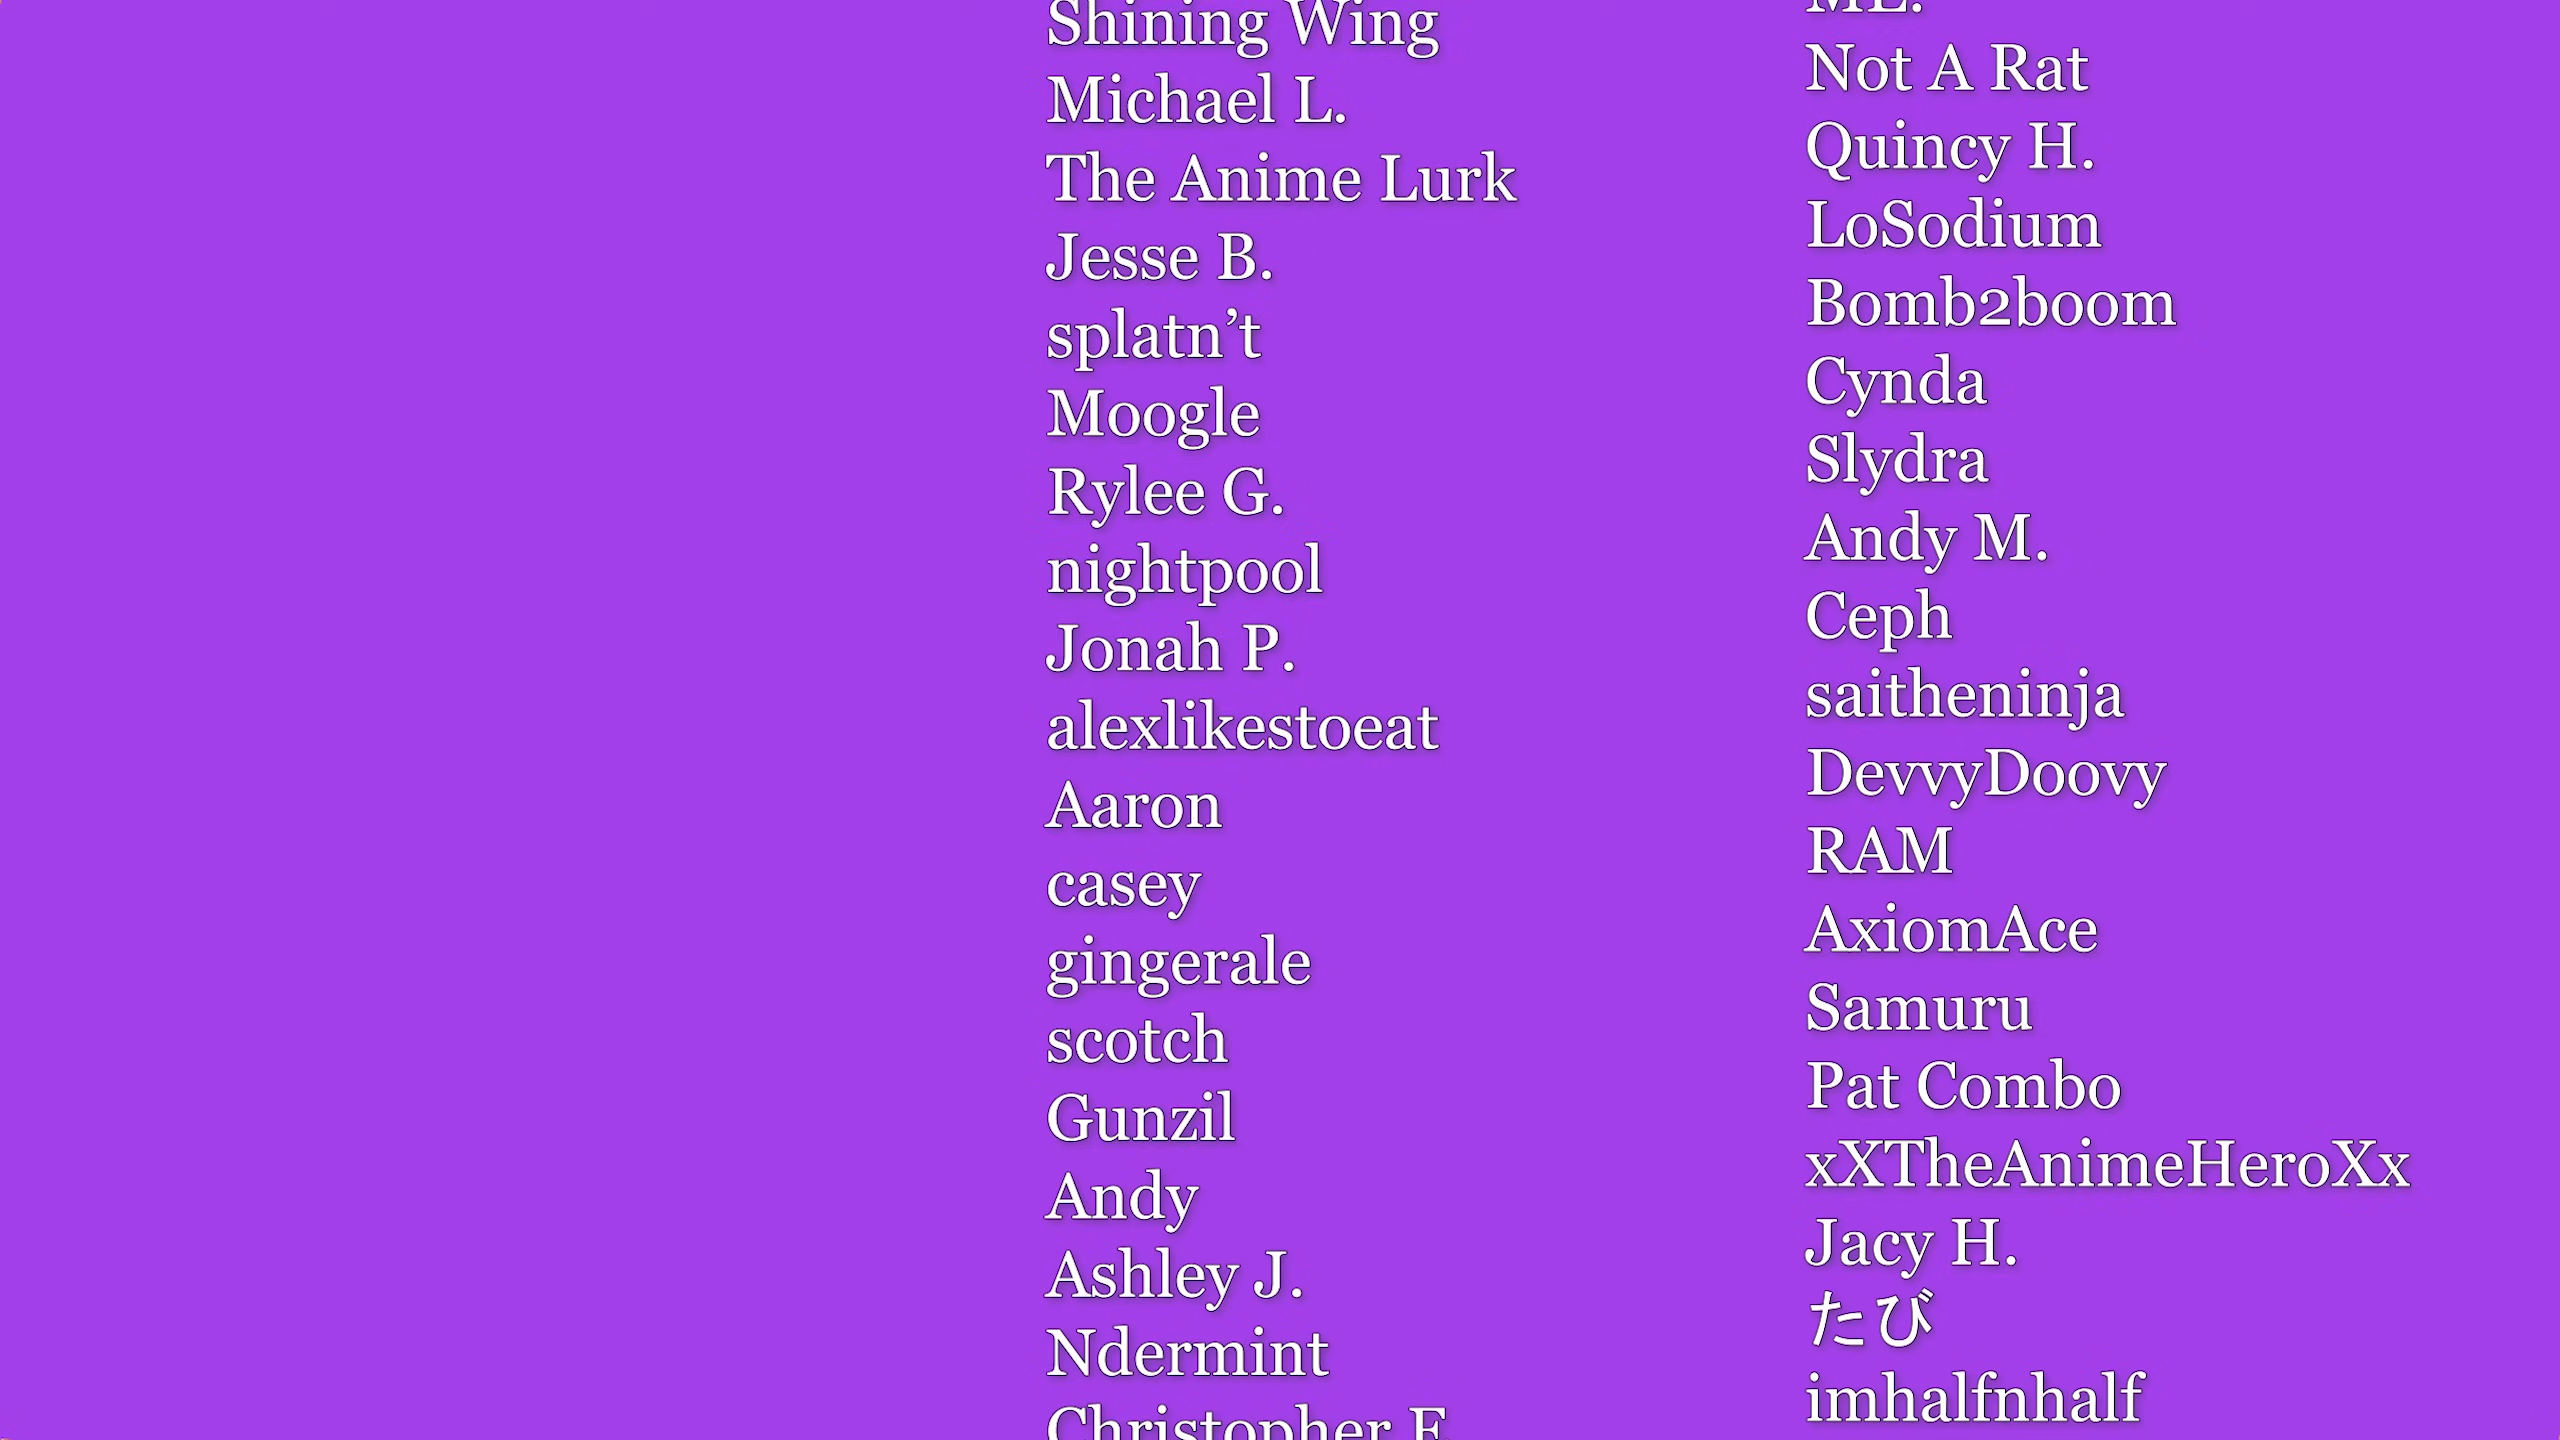 Shining Wing
Michael L.
The Anime Lurk
Jesse B.
splatn’t
Moogle
Rylee G.
nightpool
Jonah P.
alexlikestoeat
Aaron
casey
gingerale
scotch
Gunzil
Andy
Ashley J.
Ndermint
Christopher
Not A Rat
Quincy H.
LoSodium
Bomb2boom
Cynda
Slydra
Andy M.
Ceph
saitheninja
DevvyDoovy
RAM
AxiomAce
Samuru
Pat Combo
xXTheAnimeHeroXx
Jacy H.
たび
imhalfnhalf